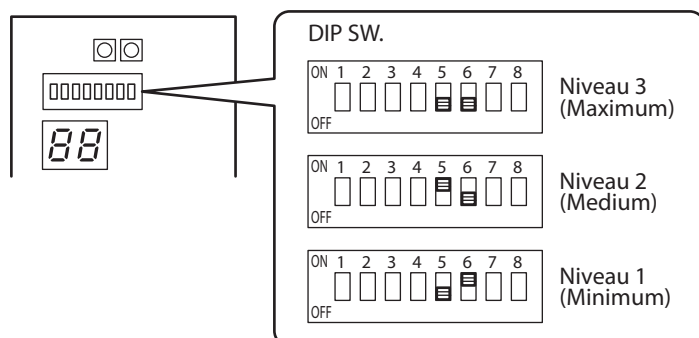 88
DIP SW.
ON 1 2 3 4 5 6 7 8
OFF
Niveau 3
(Maximum)
ON 1 2 3 4 5 6 7 8
OFF
Niveau 2
(Medium)
ON 1 2 3 4 5 6 7 8
OFF
Niveau 1
(Minimum)